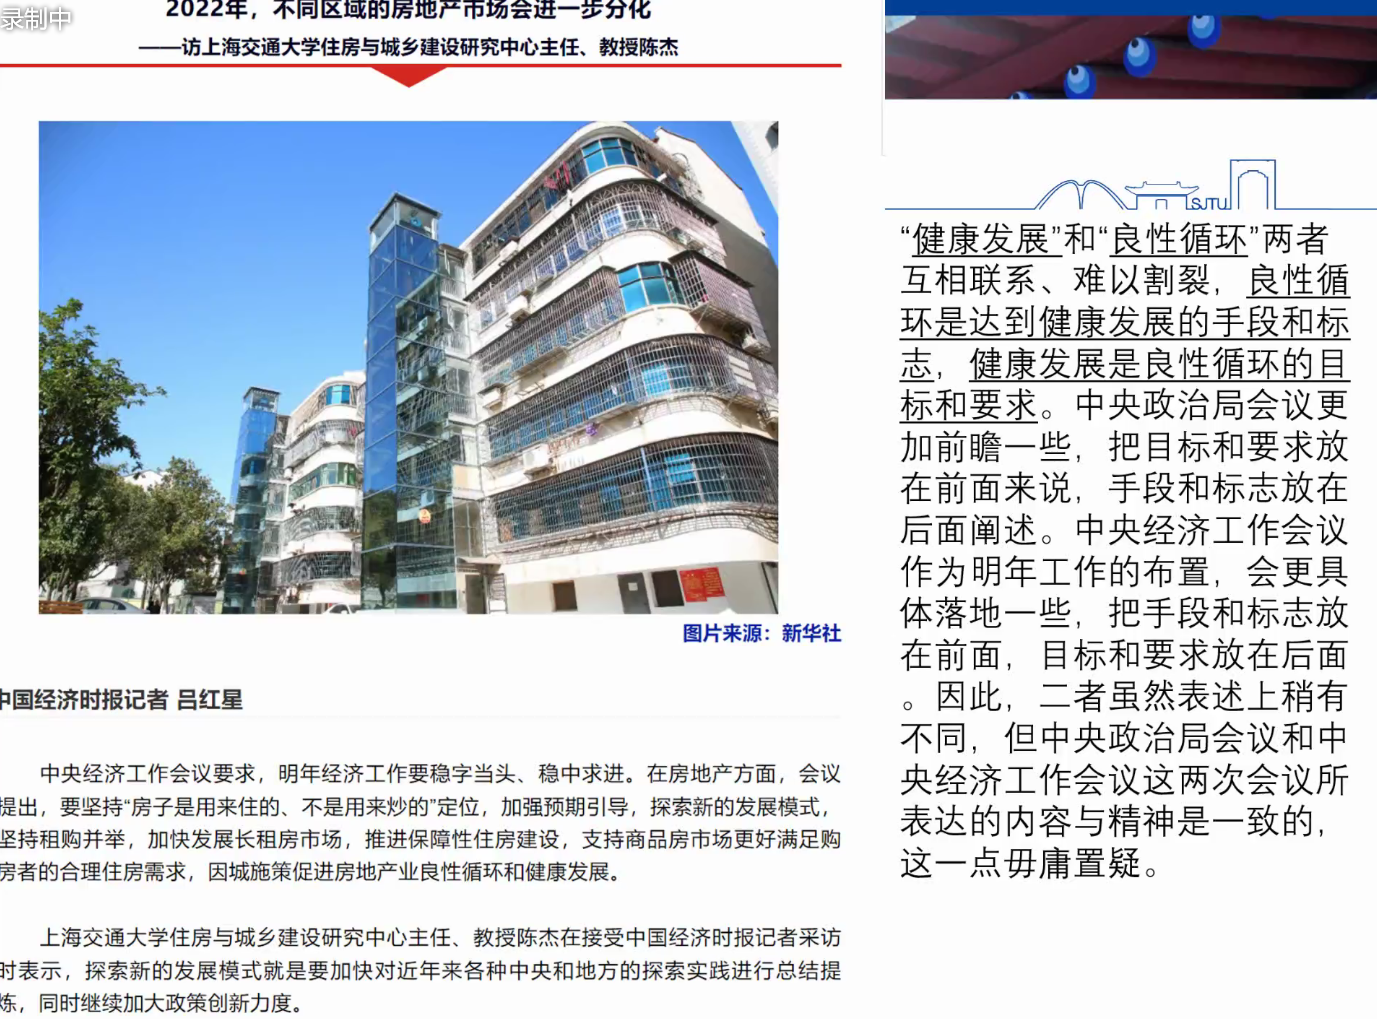 录制中
2022年，不同区域的房地产市场会进一步分化
——访上海交通大学住房与城乡建设研究中心主任、教授陈杰
图片来源：新华社
中国经济时报记者 吕红星
中央经济工作会议要求，明年经济工作要稳字当头、稳中求进。在房地产方面，会议
提出，要坚持“房子是用来住的、不是用来炒的”定位，加强预期引导，探索新的发展模式，
坚持租购并举，加快发展长租房市场，推进保障性住房建设，支持商品房市场更好满足购
房者的合理住房需求，因城施策促进房地产业良性循环和健康发展。
上海交通大学住房与城乡建设研究中心主任、教授陈杰在接受中国经济时报记者采访
时表示，探索新的发展模式就是要加快对近年来各种中央和地方的探索实践进行总结提
炼，同时继续加大政策创新力度。
SJTU
“健康发展”和“良性循环”两者
互相联系、难以割裂，良性循
环是达到健康发展的手段和标
志，健康发展是良性循环的目
标和要求。中央政治局会议更
加前瞻一些，把目标和要求放
在前面来说，手段和标志放在
后面阐述。中央经济工作会议
作为明年工作的布置，会更具
体落地一些，把手段和标志放
在前面，目标和要求放在后面
。因此，二者虽然表述上稍有
不同，但中央政治局会议和中
央经济工作会议这两次会议所
表达的内容与精神是一致的，
这一点毋庸置疑。